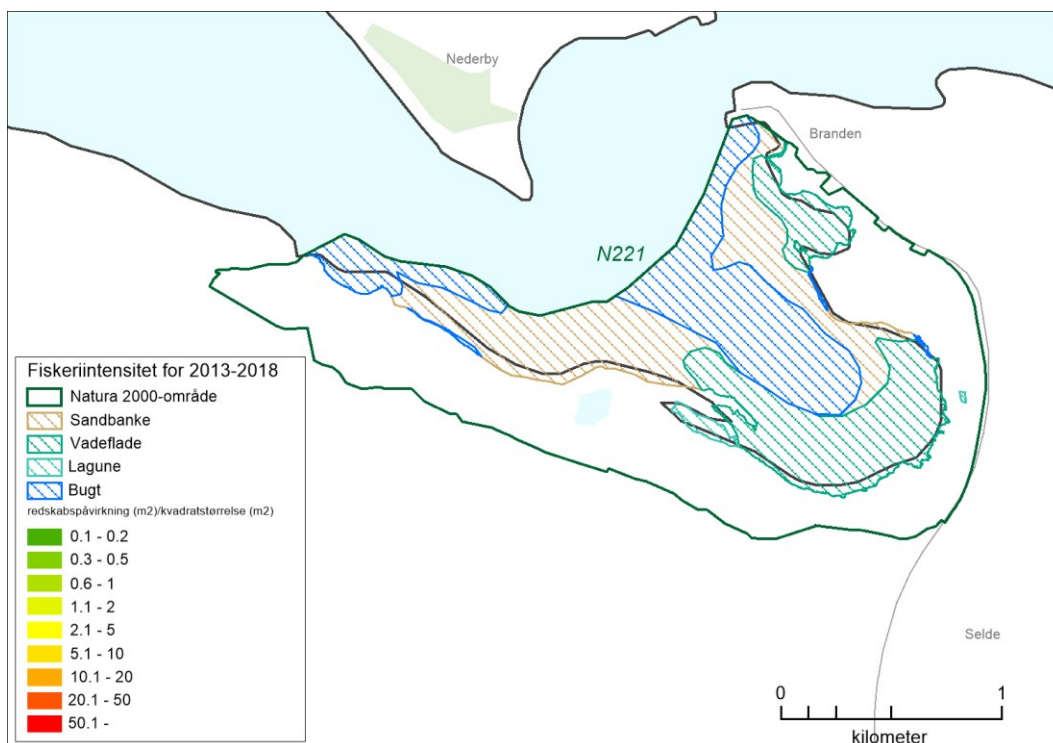 Nederby
Branden
N221
Fiskeriintensitet for 2013-2018
Natura 2000-område
Sandbanke
Vadeflade
Lagune
Bugt
redskabspåvirkning (m2)/kvadratstørrelse (m2)
0.1 - 0.2
0.3 - 0.5
0.6 - 1
1.1 - 2
2.1 - 5
5.1 - 10
10.1 - 20
20.1 - 50
50.1 -
Selde
0 1
kilometer